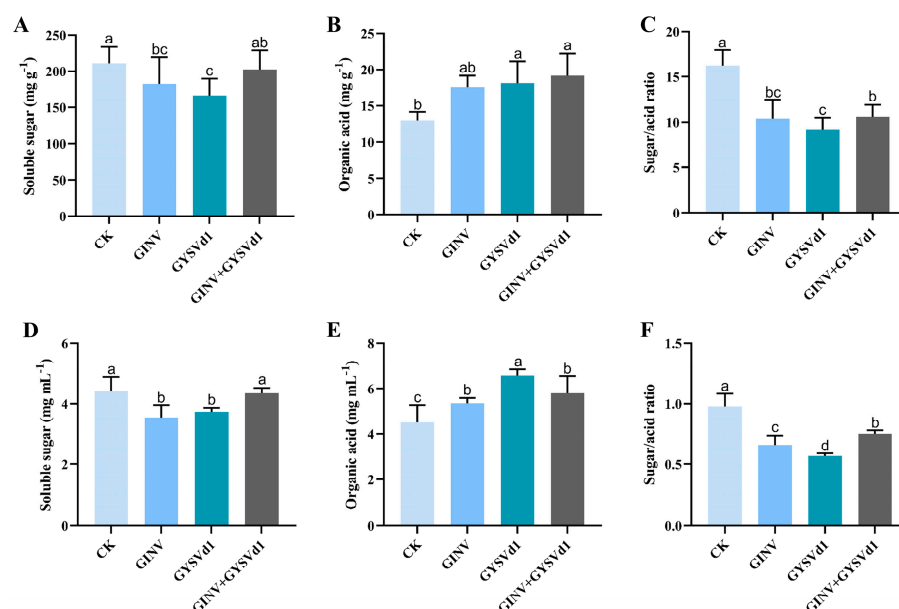 A
Soluble sugar (mg g-1)
250
200
150
100
50
0
a
bc
c
ab
CK
GINV
GYSVd1
GINV+GYSVd1
B
Organic acid (mg g-1)
25
20
15
10
5
0
b
ab
a
a
CK
GINV
GYSVd1
GINV+GYSVd1
C
Sugar/acid ratio
20
15
10
5
0
a
bc
c
b
CK
GINV
GYSVd1
GINV+GYSVd1
D
Soluble sugar (mg mL-1)
6
4
2
0
a
b
b
a
CK
GINV
GYSVd1
GINV+GYSVd1
E
Organic acid (mg mL-1)
8
6
4
2
0
c
b
a
b
CK
GINV
GYSVd1
GINV+GYSVd1
F
Sugar/acid ratio
1.5
1.0
0.5
0.0
a
c
d
b
CK
GINV
GYSVd1
GINV+GYSVd1